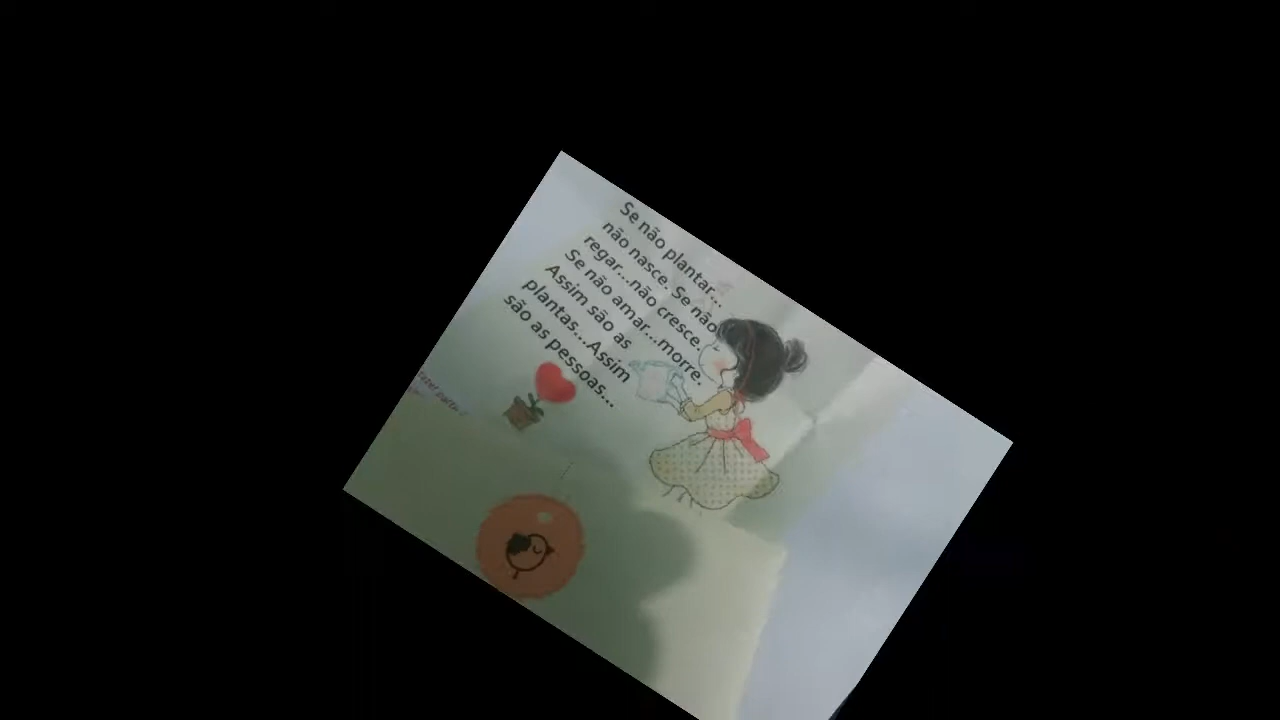 Se não plantar...
não nasce. Se não
regar...não cresce.
Se não amar...morre.
Assim são as
plantas...Assim
são as pessoas...